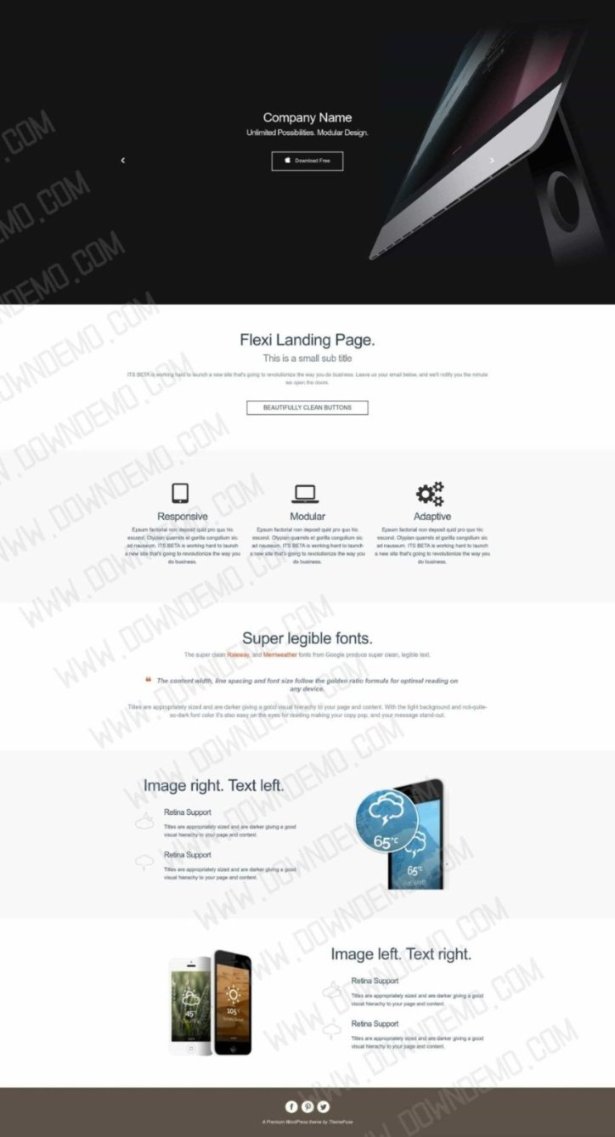 Company Name
Unlimited Possibilities. Modular Design.
Download Free
Flexi Landing Page.
This is a small sub title
ITS BETA is working hard to launch a new site that's going to revolutionize the way you do business. Leave us your email below, and we'll notify you the minute
we open the doors.
BEAUTIFULLY CLEAN BUTTONS
Responsive
Epsum factorial non deposit quid pro quo hic
escorol. Olypian quarrels et gorilla congolium sic
ad nauseum. ITS BETA is working hard to launch
a new site that's going to revolutionize the way you
do business.
Modular
Epsum factorial non deposit quid pro quo hic
escorol. Olypian quarrels et gorilla congolium sic
ad nauseum. ITS BETA is working hard to launch
a new site that's going to revolutionize the way you
do business.
Adaptive
Epsum factorial non deposit quid pro quo hic
escorol. Olypian quarrels et gorilla congolium sic
ad nauseum. ITS BETA is working hard to launch
a new site that's going to revolutionize the way you
do business.
Super legible fonts.
The super clean Raleway, and Merriweather fonts from Google produce super clean, legible text.
❝ The content width, line spacing and font size follow the golden ratio formula for optimal reading on
any device.
Titles are appropriately sized and are darker giving a good visual hierachy to your page and content. With the light background and not-quite-
so-dark font color it's also easy on the eyes for reading making your copy pop, and your message stand out.
Image right. Text left.
Retina Support
Titles are appropriately sized and are darker giving a good
visual hierachy to your page and content
Retina Support
Titles are appropriately sized and are darker giving a good
visual hierachy to your page and content
65°C
65°
Image left. Text right.
Retina Support
Titles are appropriately sized and are darker giving a good
visual hierachy to your page and content.
Retina Support
Titles are appropriately sized and are darker giving a good
visual hierachy to your page and content.
45°
105°
A Premium WordPress theme by ThemeFuse
WWW.DOWNDEMO.COM